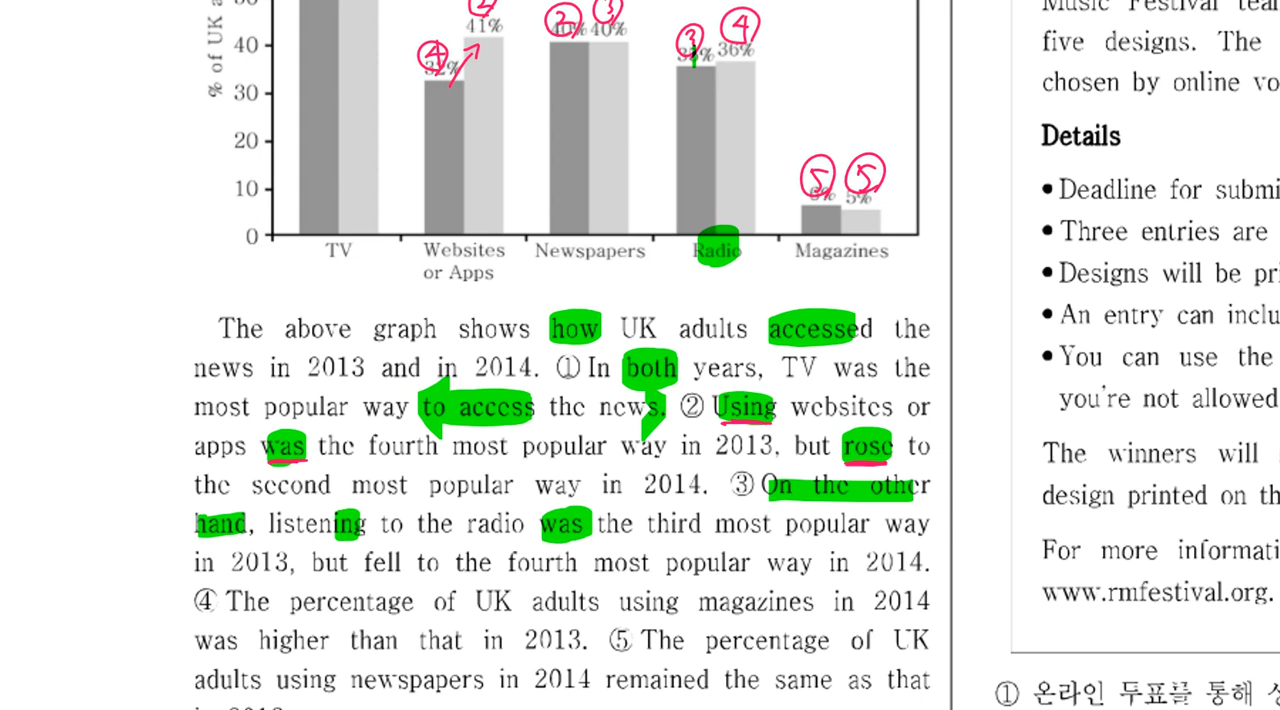 % of UK a
40
30
20
10
0
②
41%
④
32%
②
③
40%
40%
③
④
36%
⑤
⑤
5%
TV
Websites
or Apps
Newspapers
Radio
Magazines
The above graph shows how UK adults accessed the
news in 2013 and in 2014. ① In both years, TV was the
most popular way to access the news. ② Using websites or
apps was the fourth most popular way in 2013, but rose to
the second most popular way in 2014. ③ On the other
hand, listening to the radio was the third most popular way
in 2013, but fell to the fourth most popular way in 2014.
④ The percentage of UK adults using magazines in 2014
was higher than that in 2013. ⑤ The percentage of UK
adults using newspapers in 2014 remained the same as that
Music Festival
five designs. The
chosen by online vo
Details
• Deadline for submi
• Three entries are
• Designs will be pri
• An entry can inclu
• You can use the
you're not allowed
The winners will
design printed on th
For more informati
www.rmfestival.org.
① 온라인 투표를 통해